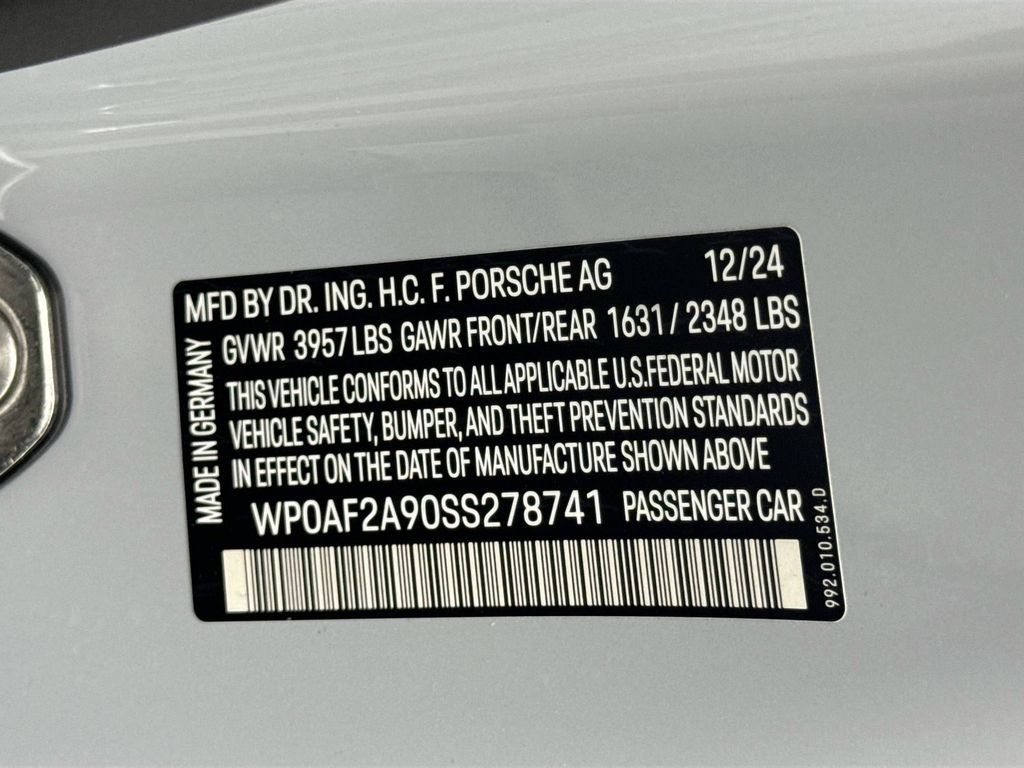 MFD BY DR. ING. H.C. F. PORSCHE AG 12/24
GVWR 3957 LBS GAWR FRONT/REAR 1631 / 2348 LBS
THIS VEHICLE CONFORMS TO ALL APPLICABLE U.S.FEDERAL MOTOR
VEHICLE SAFETY, BUMPER, AND THEFT PREVENTION STANDARDS
IN EFFECT ON THE DATE OF MANUFACTURE SHOWN ABOVE
WP0AF2A90SS278741 PASSENGER CAR
MADE IN GERMANY
992.010.534.D